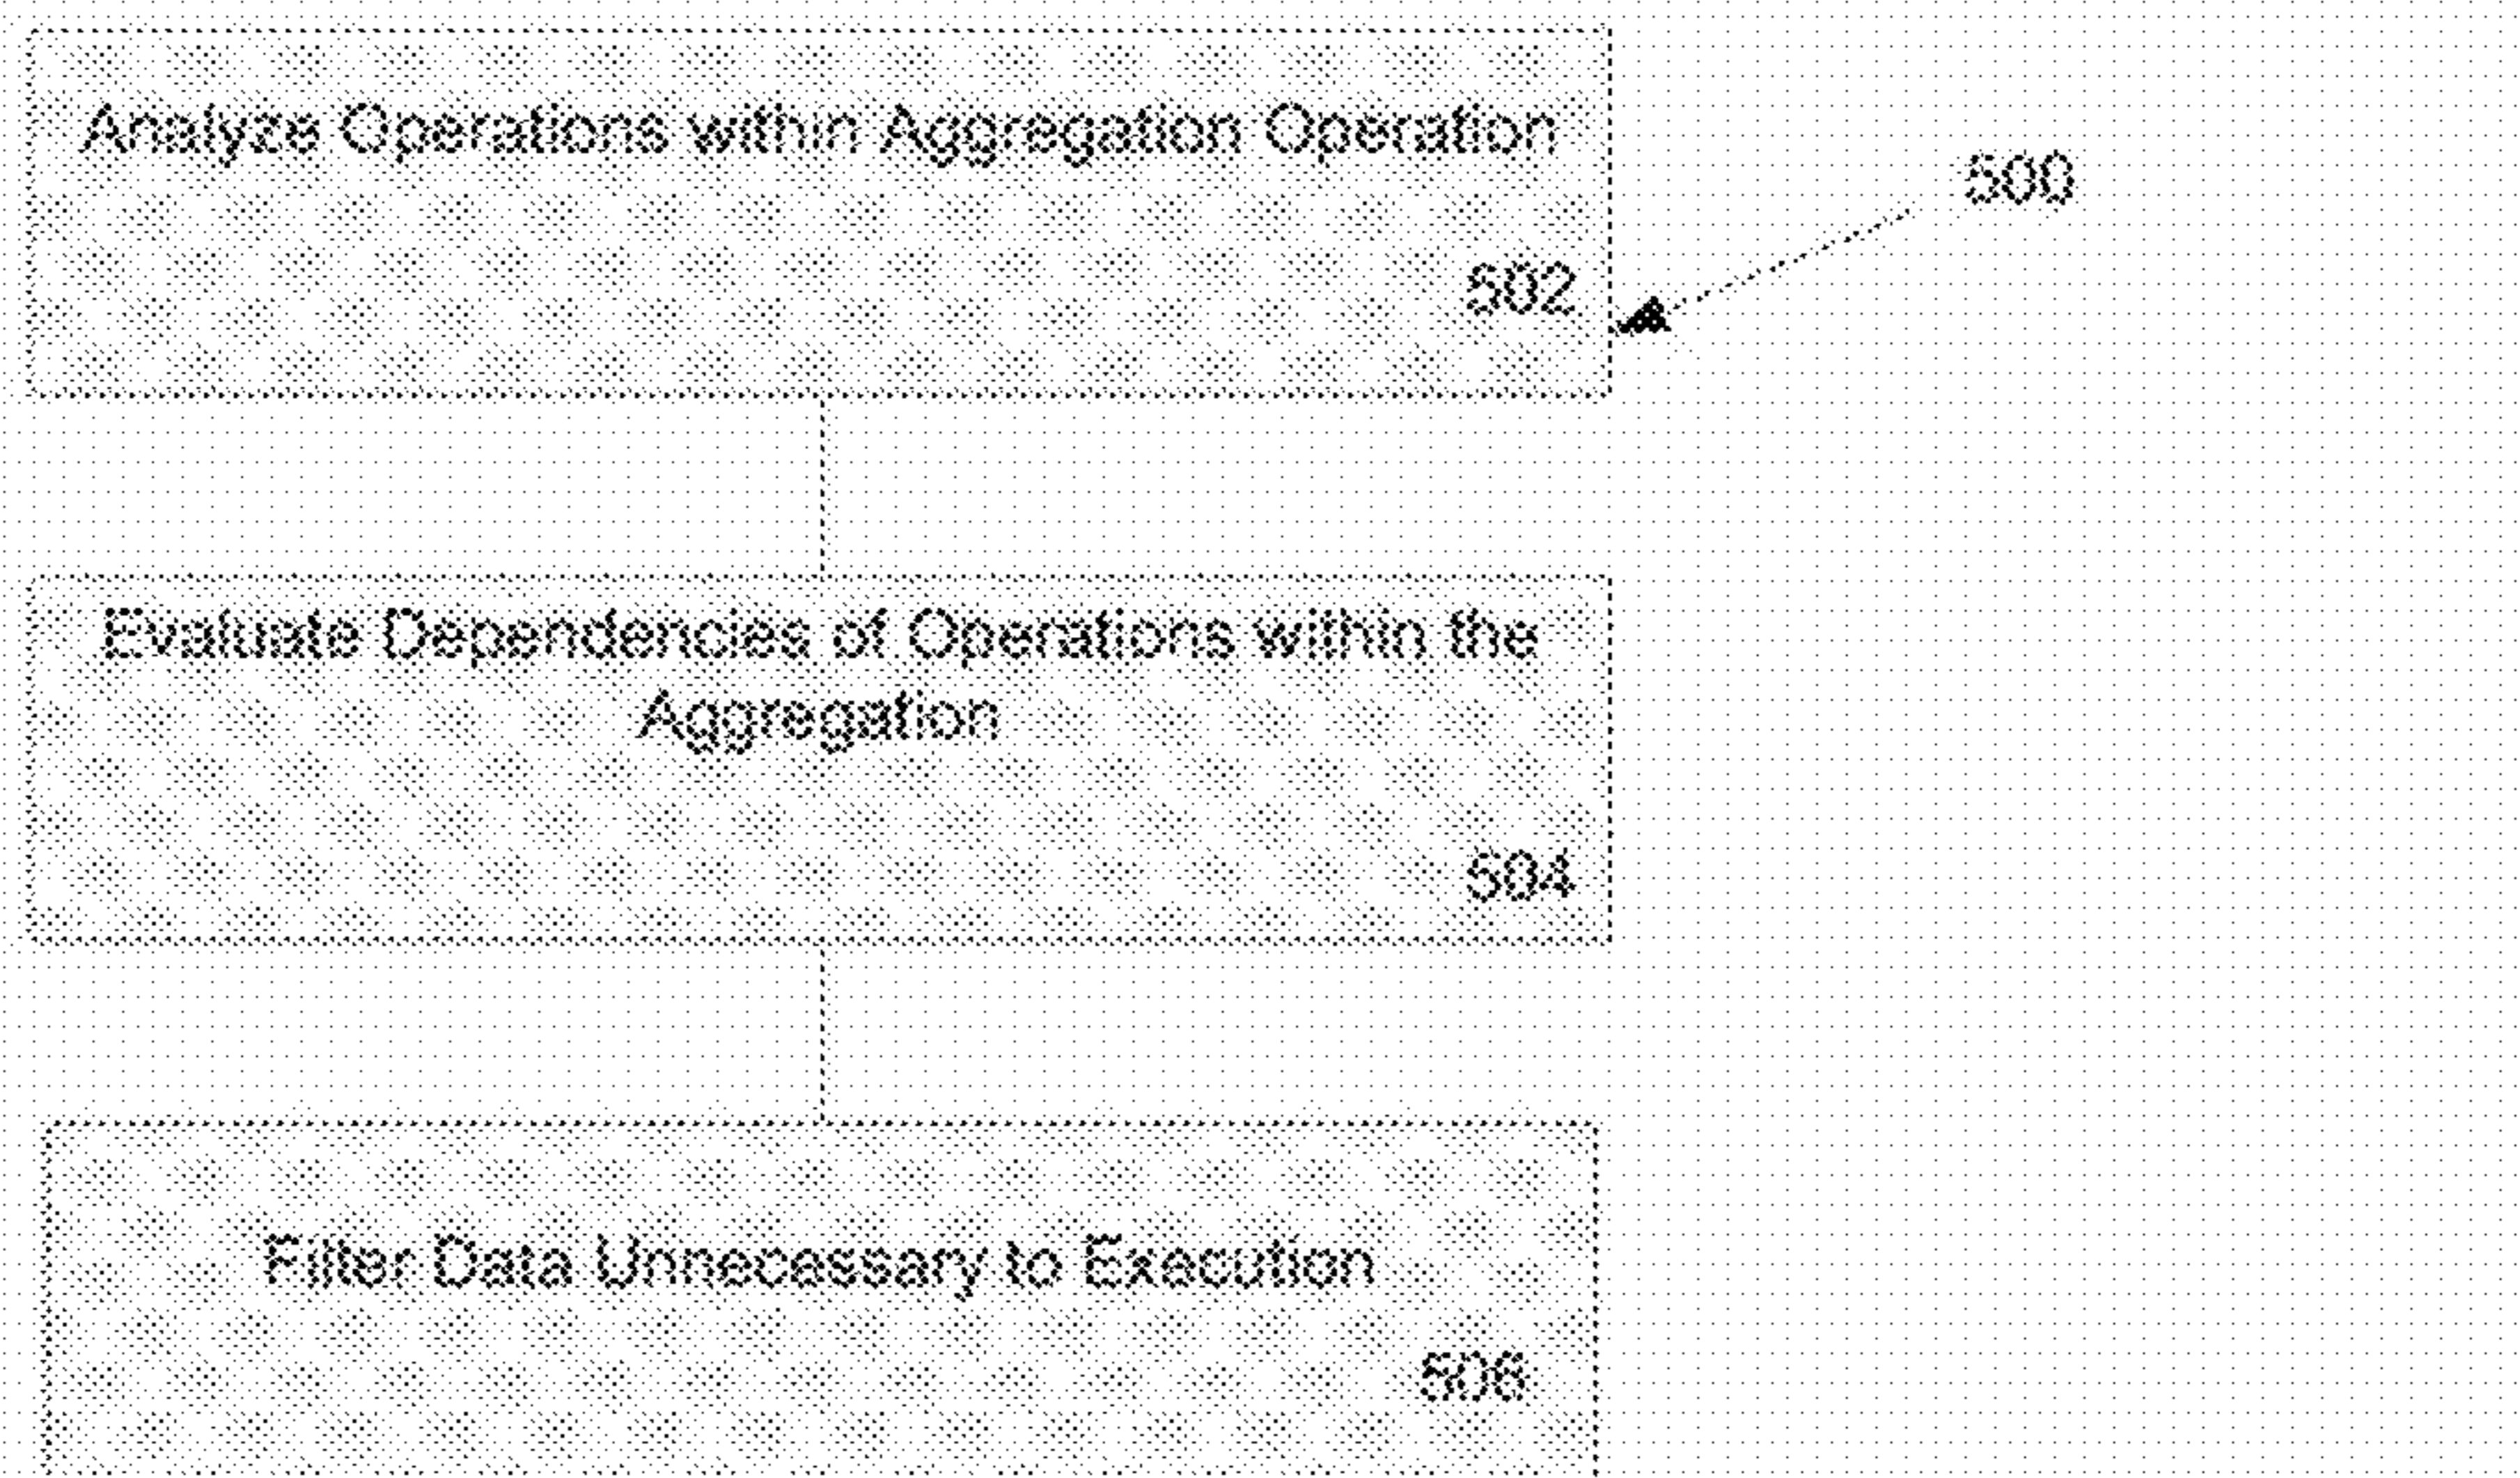 Analyze Operations within Aggregation Operation
500
502
Evaluate Dependencies of Operations within the
Aggregation
504
Filter Data Unnecessary to Execution
506